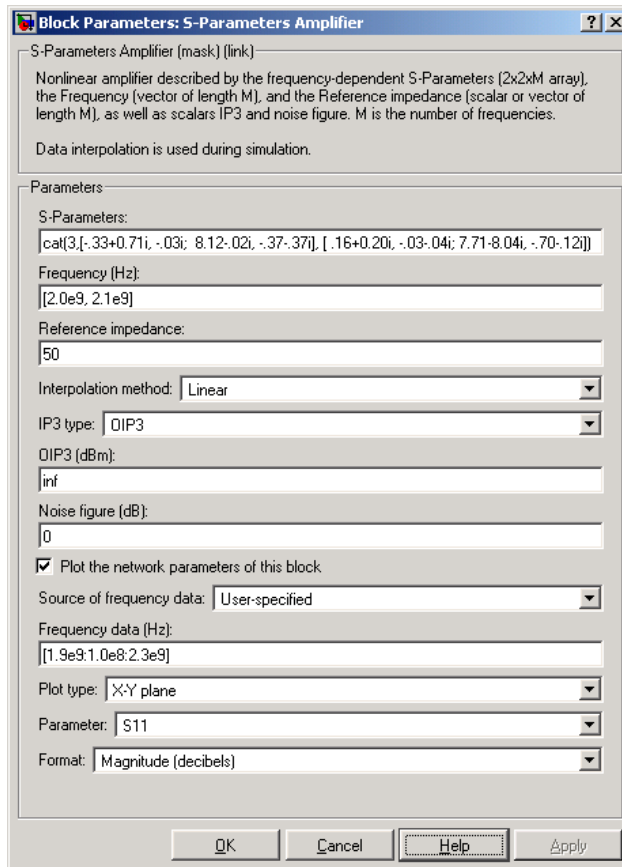 Block Parameters: S-Parameters Amplifier
S-Parameters Amplifier (mask) (link)
Nonlinear amplifier described by the frequency-dependent S-Parameters (2x2xM array),
the Frequency (vector of length M), and the Reference impedance (scalar or vector of
length M), as well as scalars IP3 and noise figure. M is the number of frequencies.
Data interpolation is used during simulation.
Parameters
S-Parameters:
cat(3,[-.33+0.71i, -.03i;  8.12-.02i, -.37-.37i], [ .16+0.20i, -.03-.04i; 7.71-8.04i, -.70-.12i])
Frequency (Hz):
[2.0e9, 2.1e9]
Reference impedance:
50
Interpolation method: Linear
IP3 type: OIP3
OIP3 (dBm):
inf
Noise figure (dB):
0
Plot the network parameters of this block
Source of frequency data: User-specified
Frequency data (Hz):
[1.9e9:1.0e8:2.3e9]
Plot type: X-Y plane
Parameter: S11
Format: Magnitude (decibels)
OK Cancel Help Apply